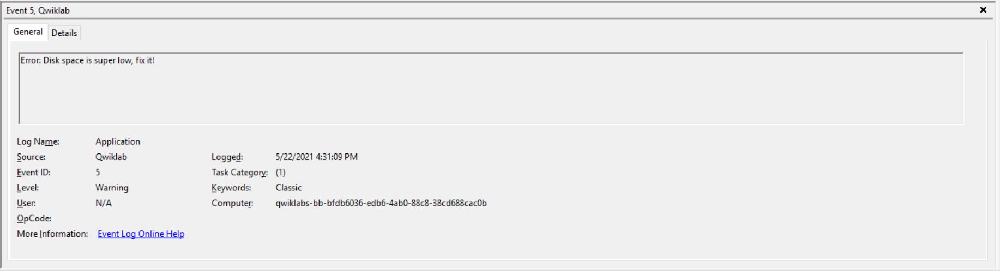 Event 5, Qwiklab
General Details
Error: Disk space is super low, fix it!
Log Name: Application
Source: Qwiklab Logged: 5/22/2021 4:31:09 PM
Event ID: 5 Task Category: (1)
Level: Warning Keywords: Classic
User: N/A Computer: qwiklabs-bb-bfdb6036-edb6-4ab0-88c8-38cd688cac0b
OpCode:
More Information: Event Log Online Help